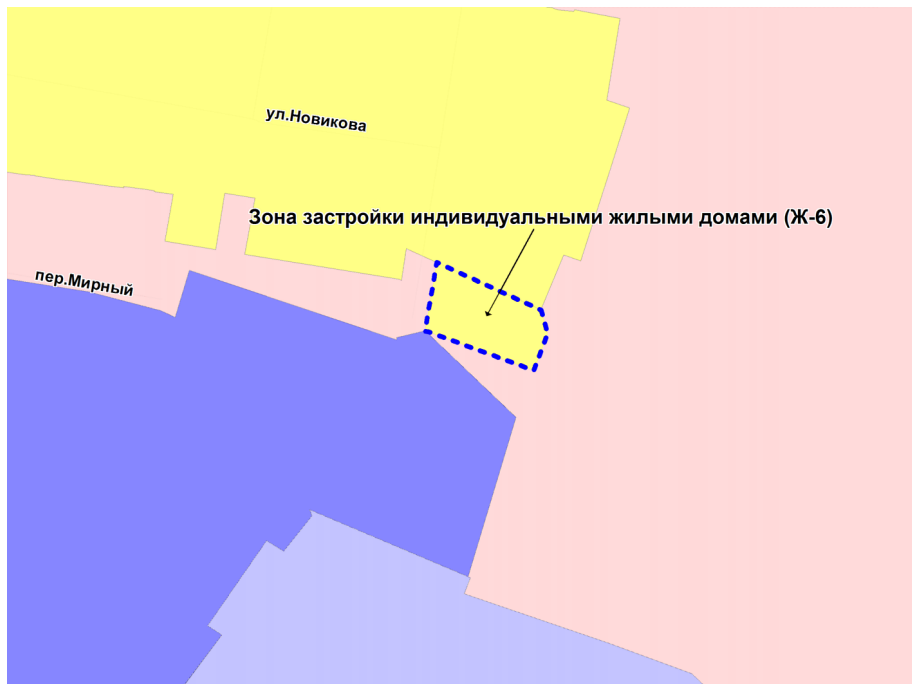 ул.Новикова
Зона застройки индивидуальными жилыми домами (Ж-6)
пер.Мирный